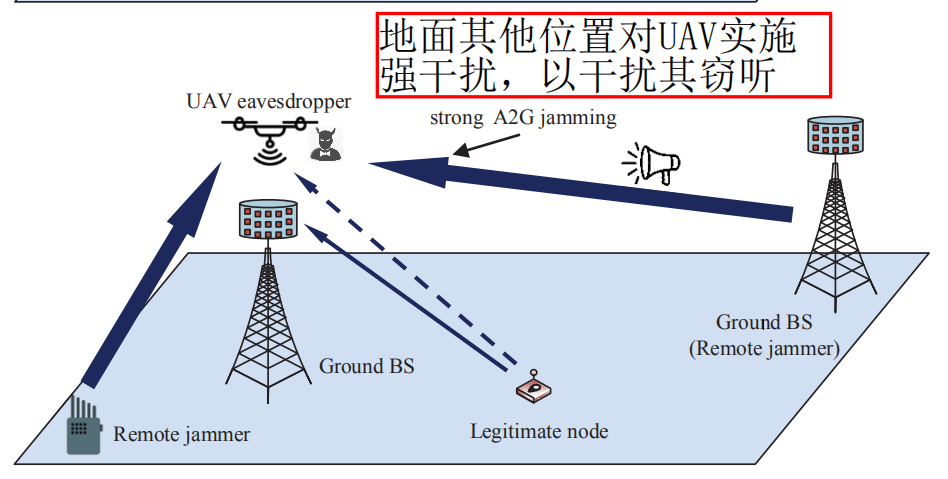 地面其他位置对UAV实施
强干扰，以干扰其窃听
UAV eavesdropper
strong A2G jamming
Ground BS
(Remote jammer)
Ground BS
Remote jammer
Legitimate node